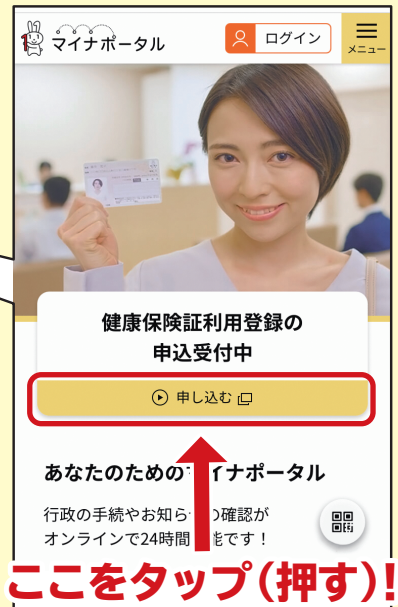 マイナポータル
ログイン
メニュー
健康保険証利用登録の
申込受付中
申し込む
あなたのための イナポータル
行政の手続やお知ら の確認が
オンラインで24時間 能です！
ここをタップ（押す）！